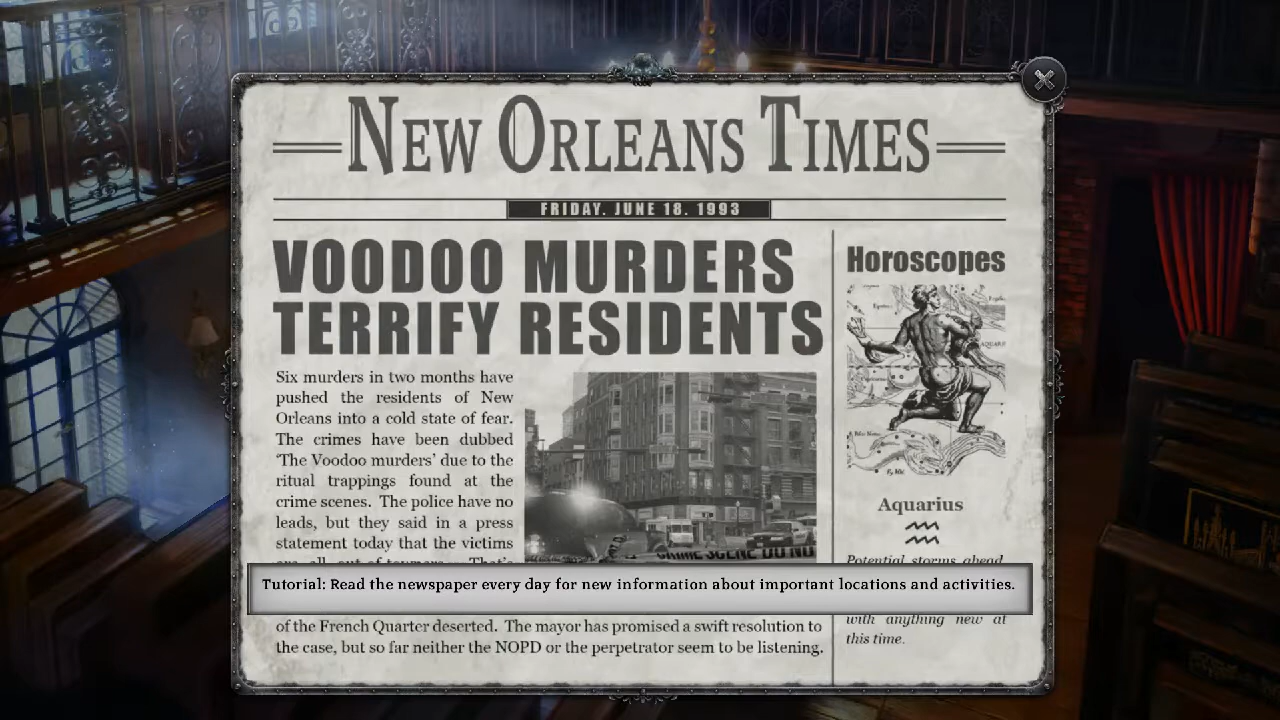 NEW ORLEANS TIMES
FRIDAY. JUNE 18. 1993
VOODOO MURDERS
TERRIFY RESIDENTS
Six murders in two months have
pushed the residents of New
Orleans into a cold state of fear.
The crimes have been dubbed
'The Voodoo murders' due to the
ritual trappings found at the
crime scenes. The police have no
leads, but they said in a press
statement today that the victims
Tutorial: Read the newspaper every day for new information about important locations and activities.
of the French Quarter deserted. The mayor has promised a swift resolution to
the case, but so far neither the NOPD or the perpetrator seem to be listening.
CRIME SCENE DO NO
Horoscopes
Aquarius
Potential storms ahead.
with anything new at
this time.